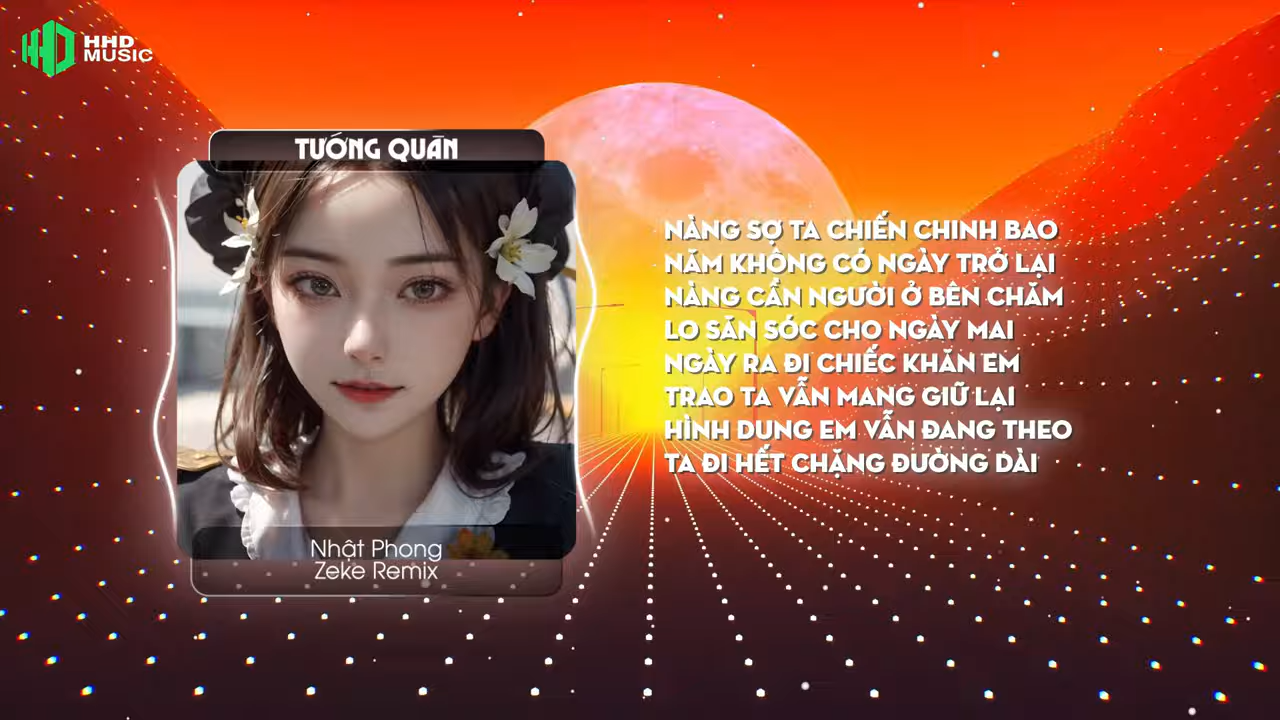 HHD
MUSIC
TƯỚNG QUÂN
NÀNG SỢ TA CHIẾN CHINH BAO
NĂM KHÔNG CÓ NGÀY TRỞ LẠI
NÀNG CẦN NGƯỜI Ở BÊN CHĂM
LO SĂN SÓC CHO NGÀY MAI
NGÀY RA ĐI CHIẾC KHĂN EM
TRAO TA VẪN MANG GIỮ LẠI
HÌNH DUNG EM VẪN ĐANG THEO
TA ĐI HẾT CHẶNG ĐƯỜNG DÀI
Nhật Phong
Zeke Remix